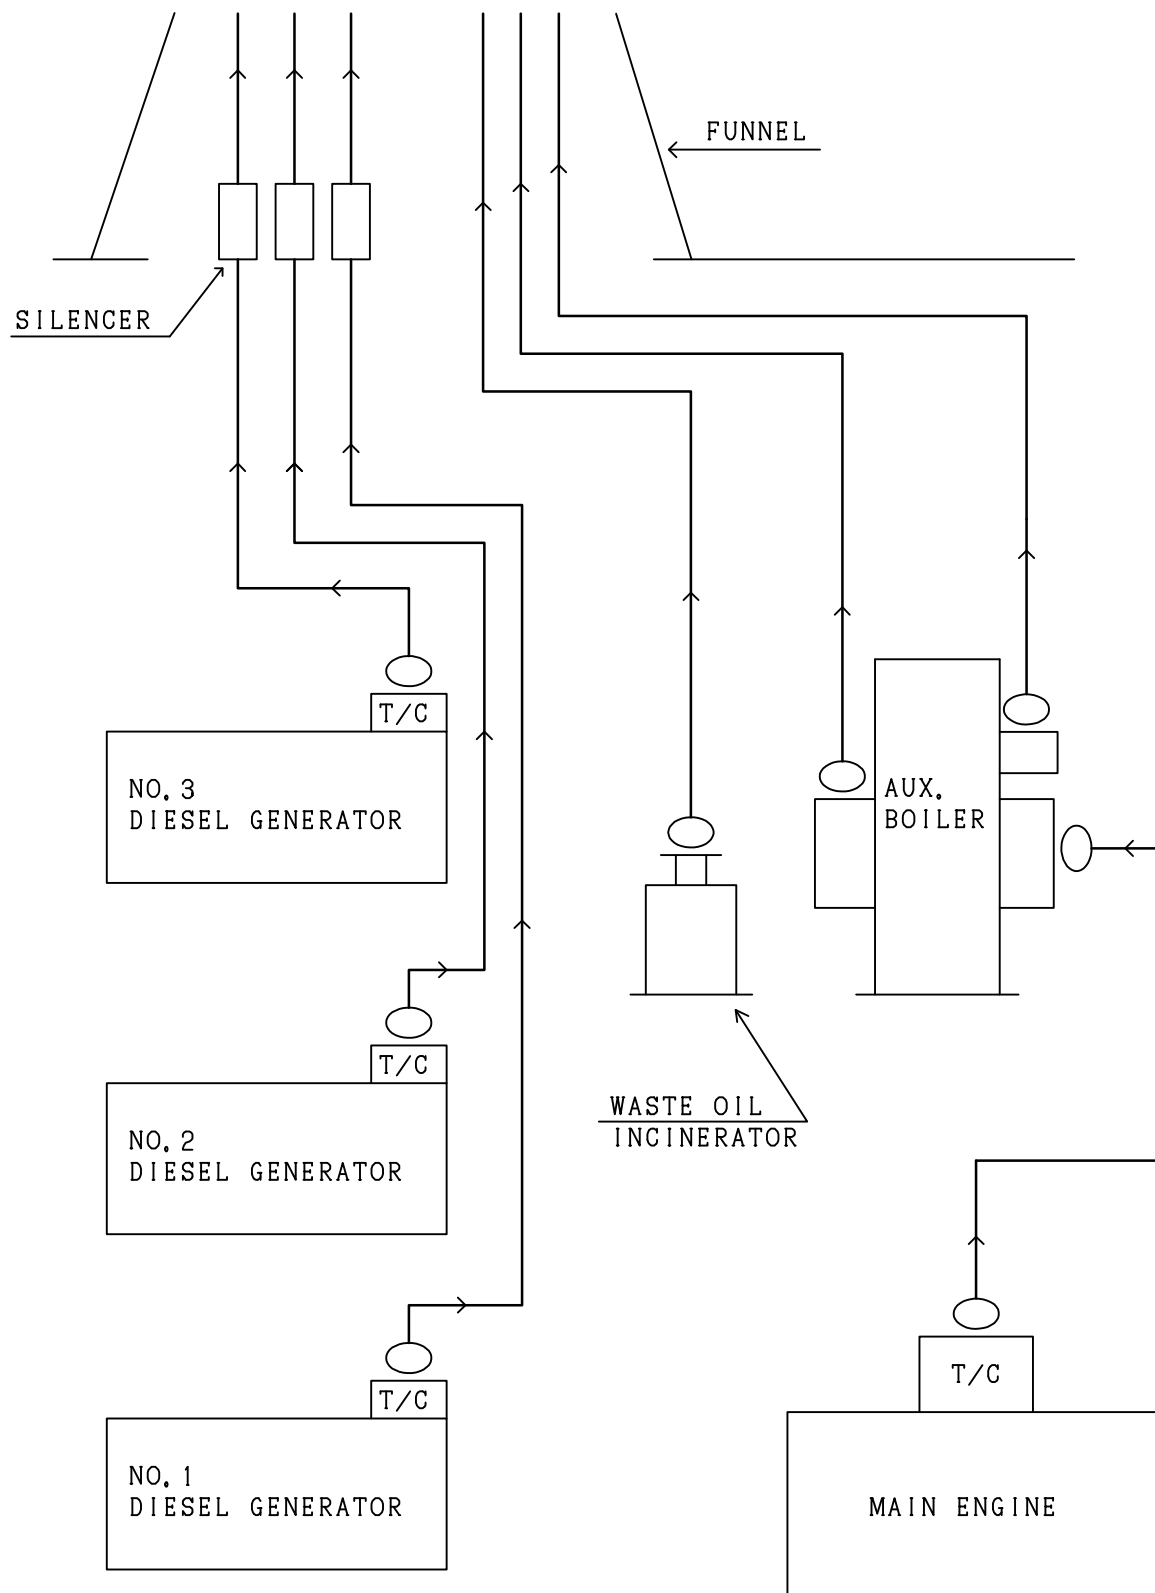 FUNNEL
SILENCER
T/C
NO. 3
DIESEL GENERATOR
AUX.
BOILER
T/C
WASTE OIL
INCINERATOR
NO. 2
DIESEL GENERATOR
T/C
T/C
NO. 1
DIESEL GENERATOR
MAIN ENGINE